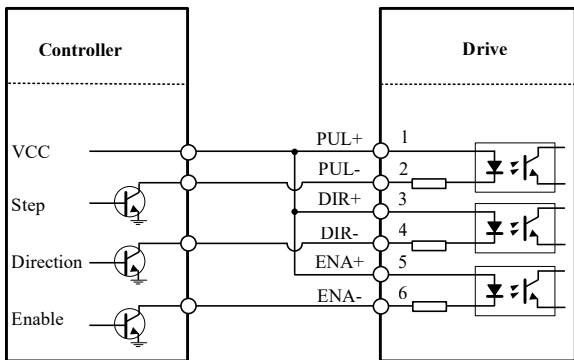 Controller
Drive
VCC
PUL+
1
PUL-
2
Step
DIR+
3
DIR-
4
Direction
ENA+
5
ENA-
6
Enable